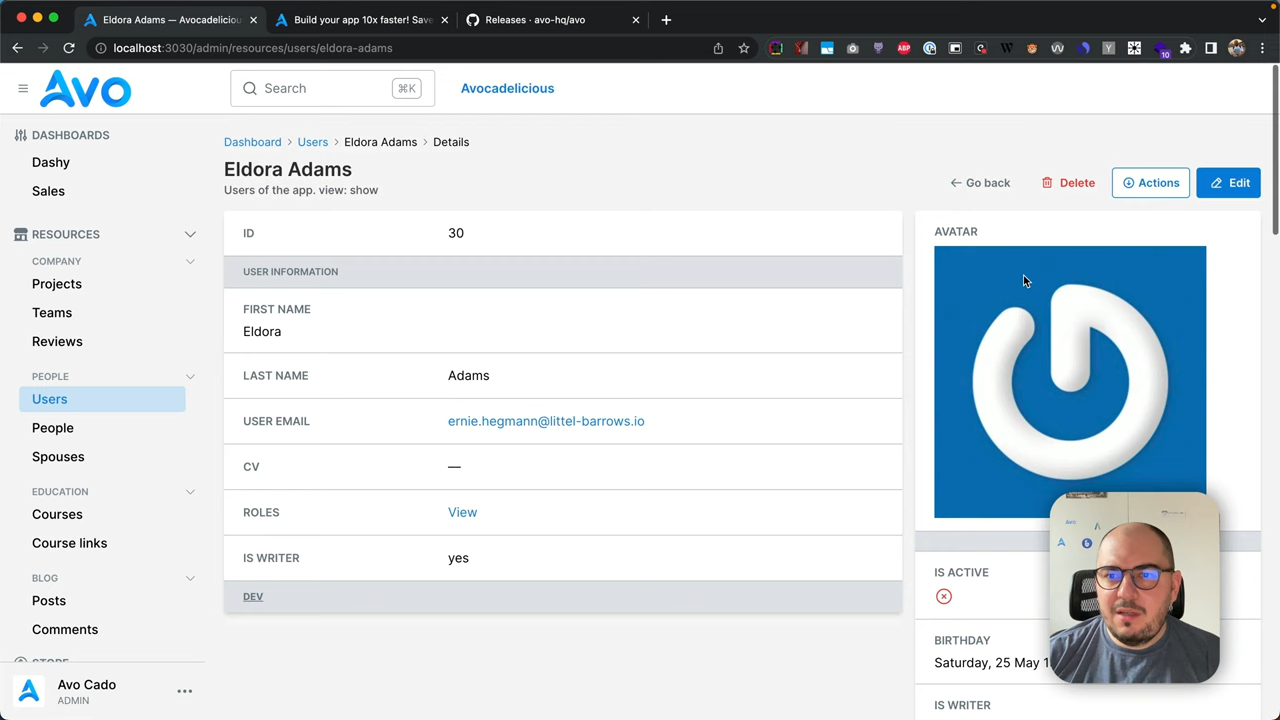 Eldora Adams — Avocadelicious
Build your app 10x faster! Save
Releases · avo-hq/avo
localhost:3030/admin/resources/users/eldora-adams
ABP
10
Avo
Search
⌘K
Avocadelicious
DASHBOARDS
Dashy
Sales
RESOURCES
COMPANY
Projects
Teams
Reviews
PEOPLE
Users
People
Spouses
EDUCATION
Courses
Course links
BLOG
Posts
Comments
STORE
Avo Cado
ADMIN
Dashboard > Users > Eldora Adams > Details
Eldora Adams
Users of the app. view: show
Go back
Delete
Actions
Edit
ID
30
USER INFORMATION
FIRST NAME
Eldora
LAST NAME
Adams
USER EMAIL
ernie.hegmann@littel-barrows.io
CV
—
ROLES
View
IS WRITER
yes
DEV
AVATAR
IS ACTIVE
BIRTHDAY
Saturday, 25 May 1
IS WRITER